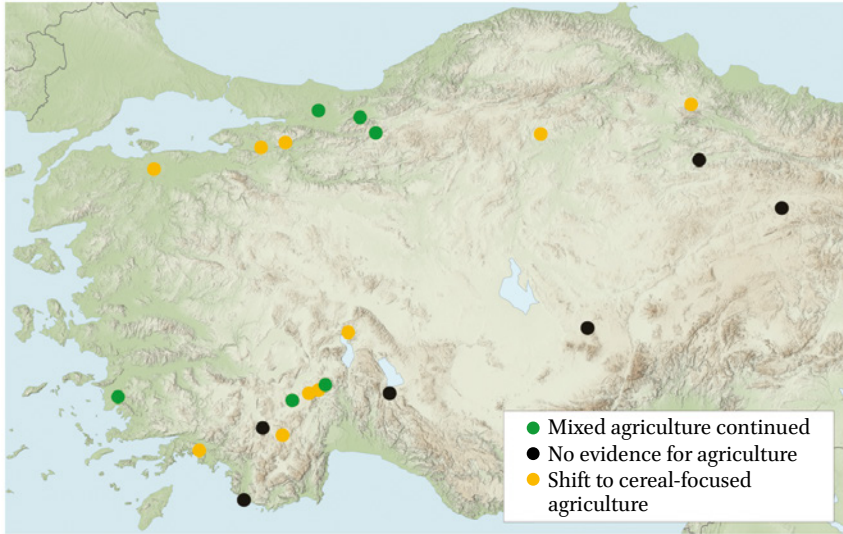 Mixed agriculture continued
No evidence for agriculture
Shift to cereal-focused
agriculture